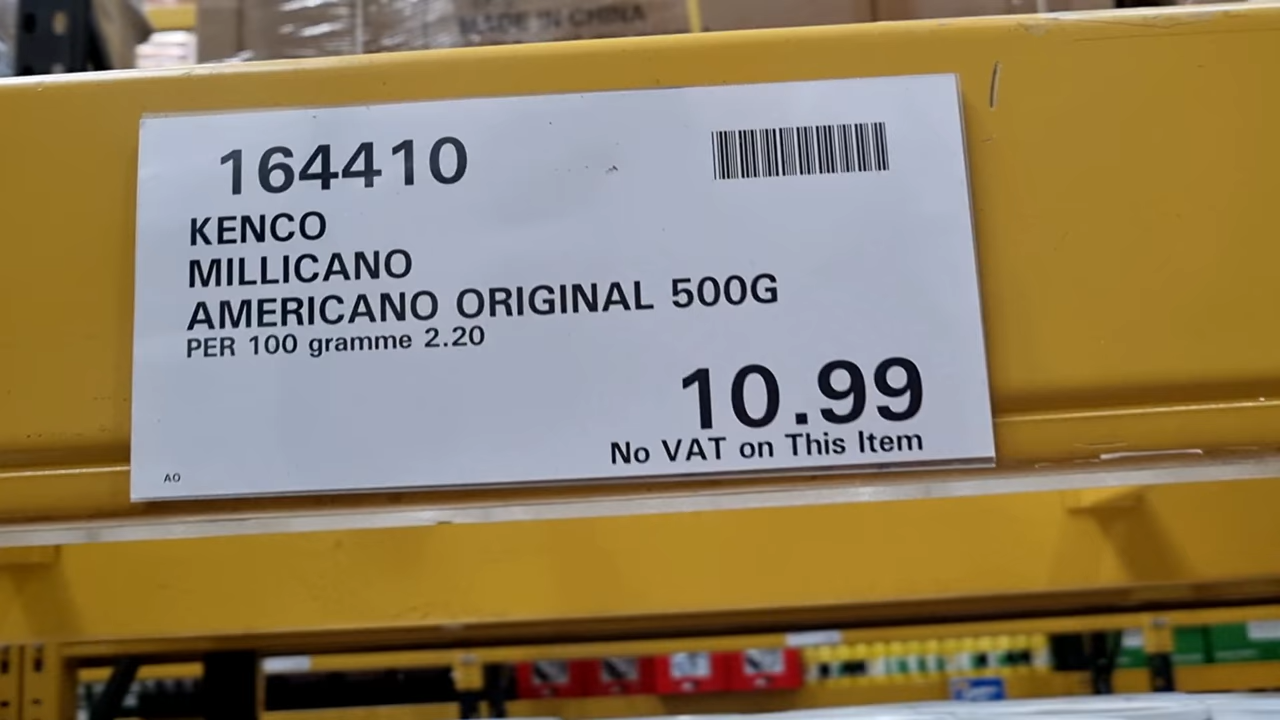 MADE IN CHINA
164410
KENCO
MILLICANO
AMERICANO ORIGINAL 500G
PER 100 gramme 2.20
10.99
No VAT on This Item
AO